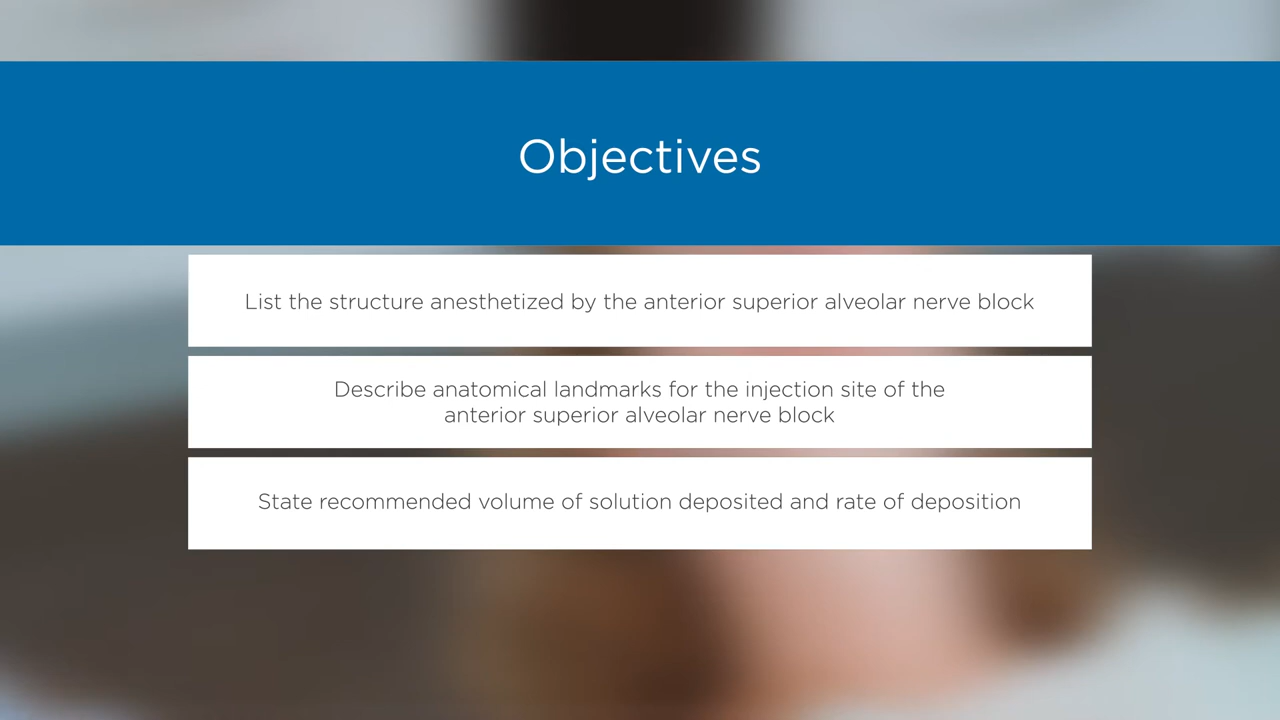 Objectives
List the structure anesthetized by the anterior superior alveolar nerve block
Describe anatomical landmarks for the injection site of the
anterior superior alveolar nerve block
State recommended volume of solution deposited and rate of deposition